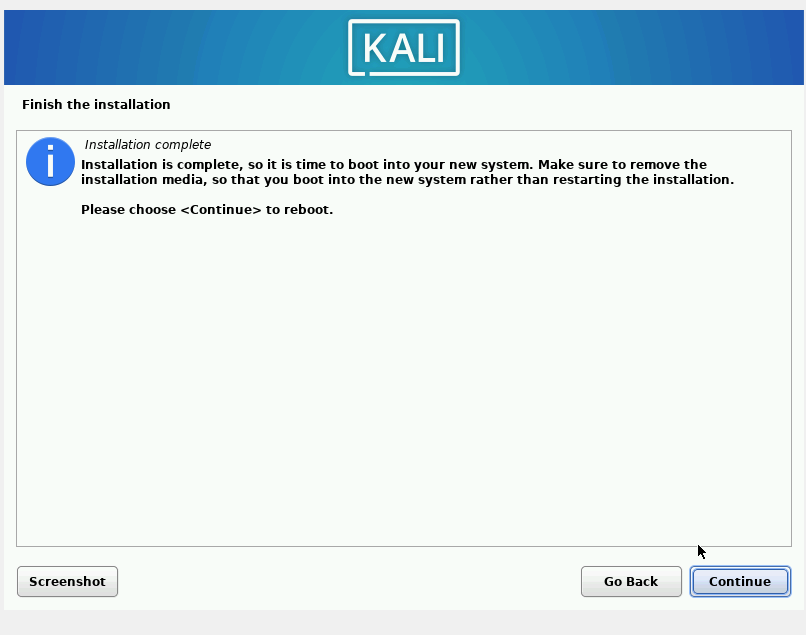 KALI
Finish the installation
Installation complete
Installation is complete, so it is time to boot into your new system. Make sure to remove the
installation media, so that you boot into the new system rather than restarting the installation.
Please choose <Continue> to reboot.
Screenshot
Go Back
Continue